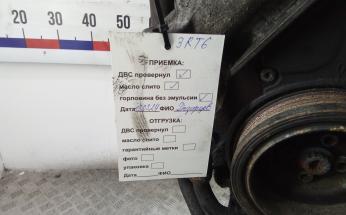 20 30 40 50
3RT6
ПРИЕМКА:
ДВС провернул
масло слито
горловина без эмульсии
Дата ФИО
ОТГРУЗКА:
ДВС провернул
масло слито
гарантийные метки
фото
упаковка
Дата ФИО